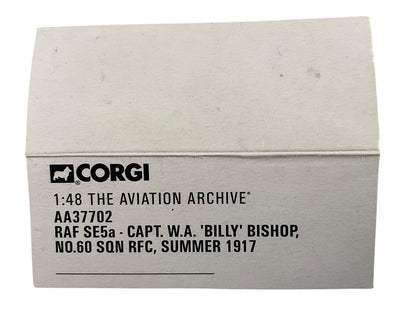 CORGI
1:48 THE AVIATION ARCHIVE®
AA37702
RAF SE5a - CAPT. W.A. 'BILLY' BISHOP,
NO.60 SQN RFC, SUMMER 1917